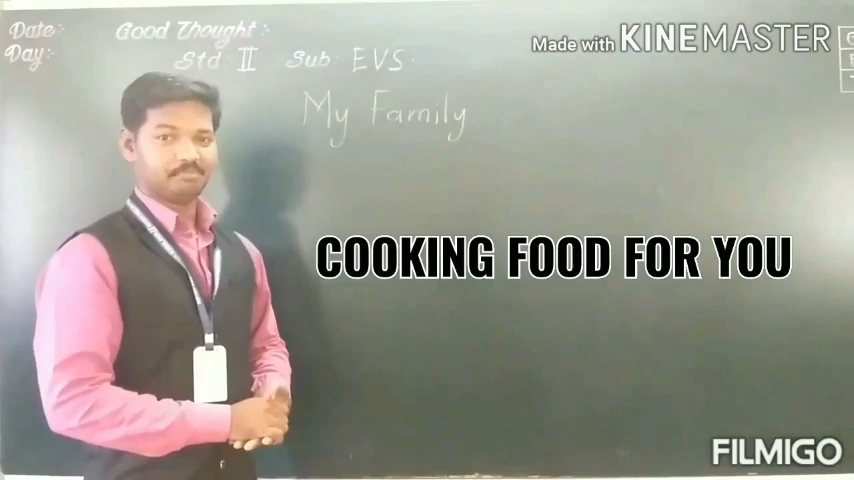 Date:
Good Thought:
Made with KINEMASTER
Day:
Std: II Sub: EVS.
My Family
COOKING FOOD FOR YOU
FILMIGO